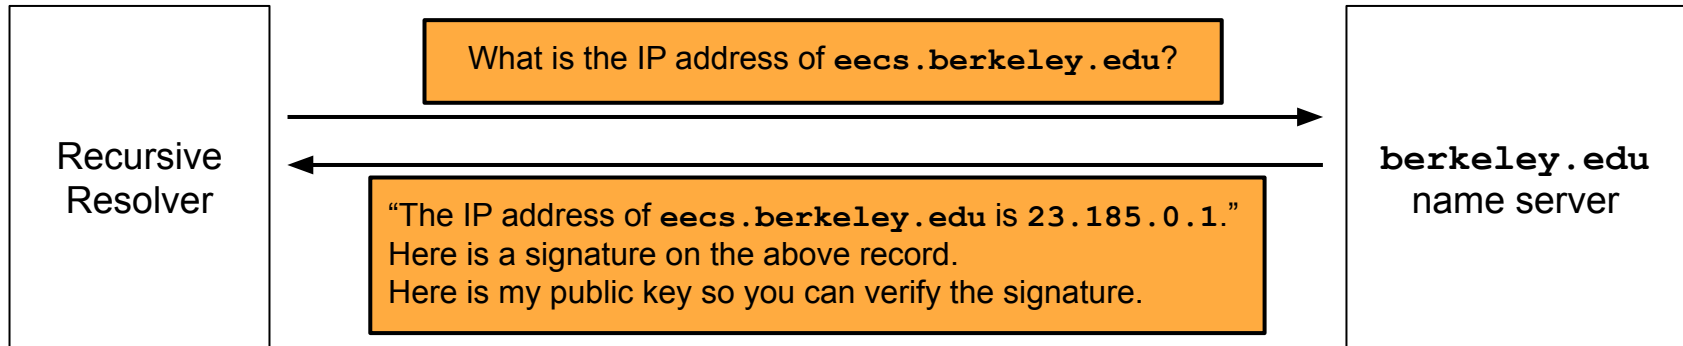 What is the IP address of eecs.berkeley.edu?
Recursive
Resolver
berkeley.edu
name server
“The IP address of eecs.berkeley.edu is 23.185.0.1.”
Here is a signature on the above record.
Here is my public key so you can verify the signature.